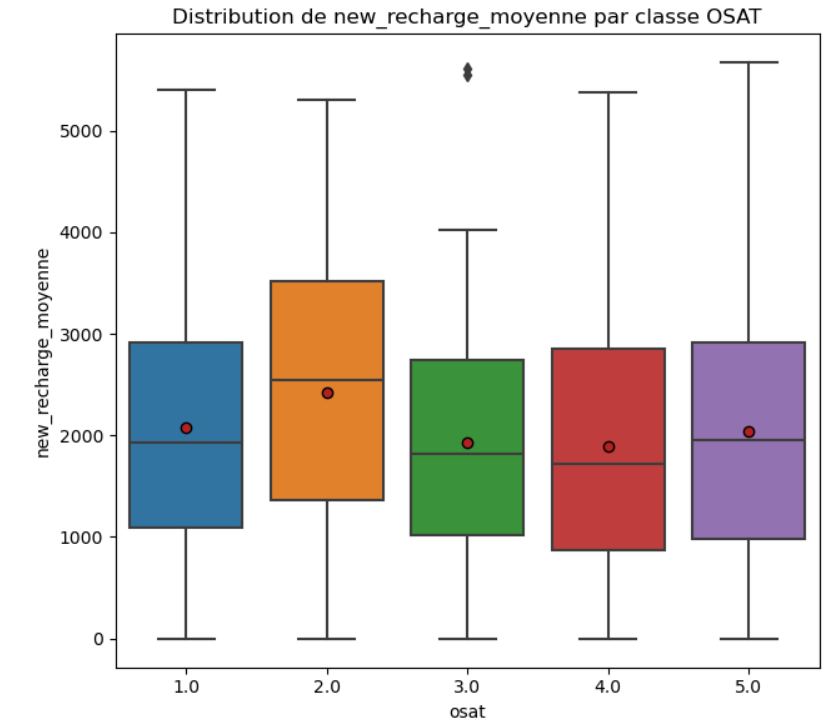 Distribution de new_recharge_moyenne par classe OSAT
new_recharge_moyenne
5000
4000
3000
2000
1000
0
1.0 2.0 3.0 4.0 5.0
osat